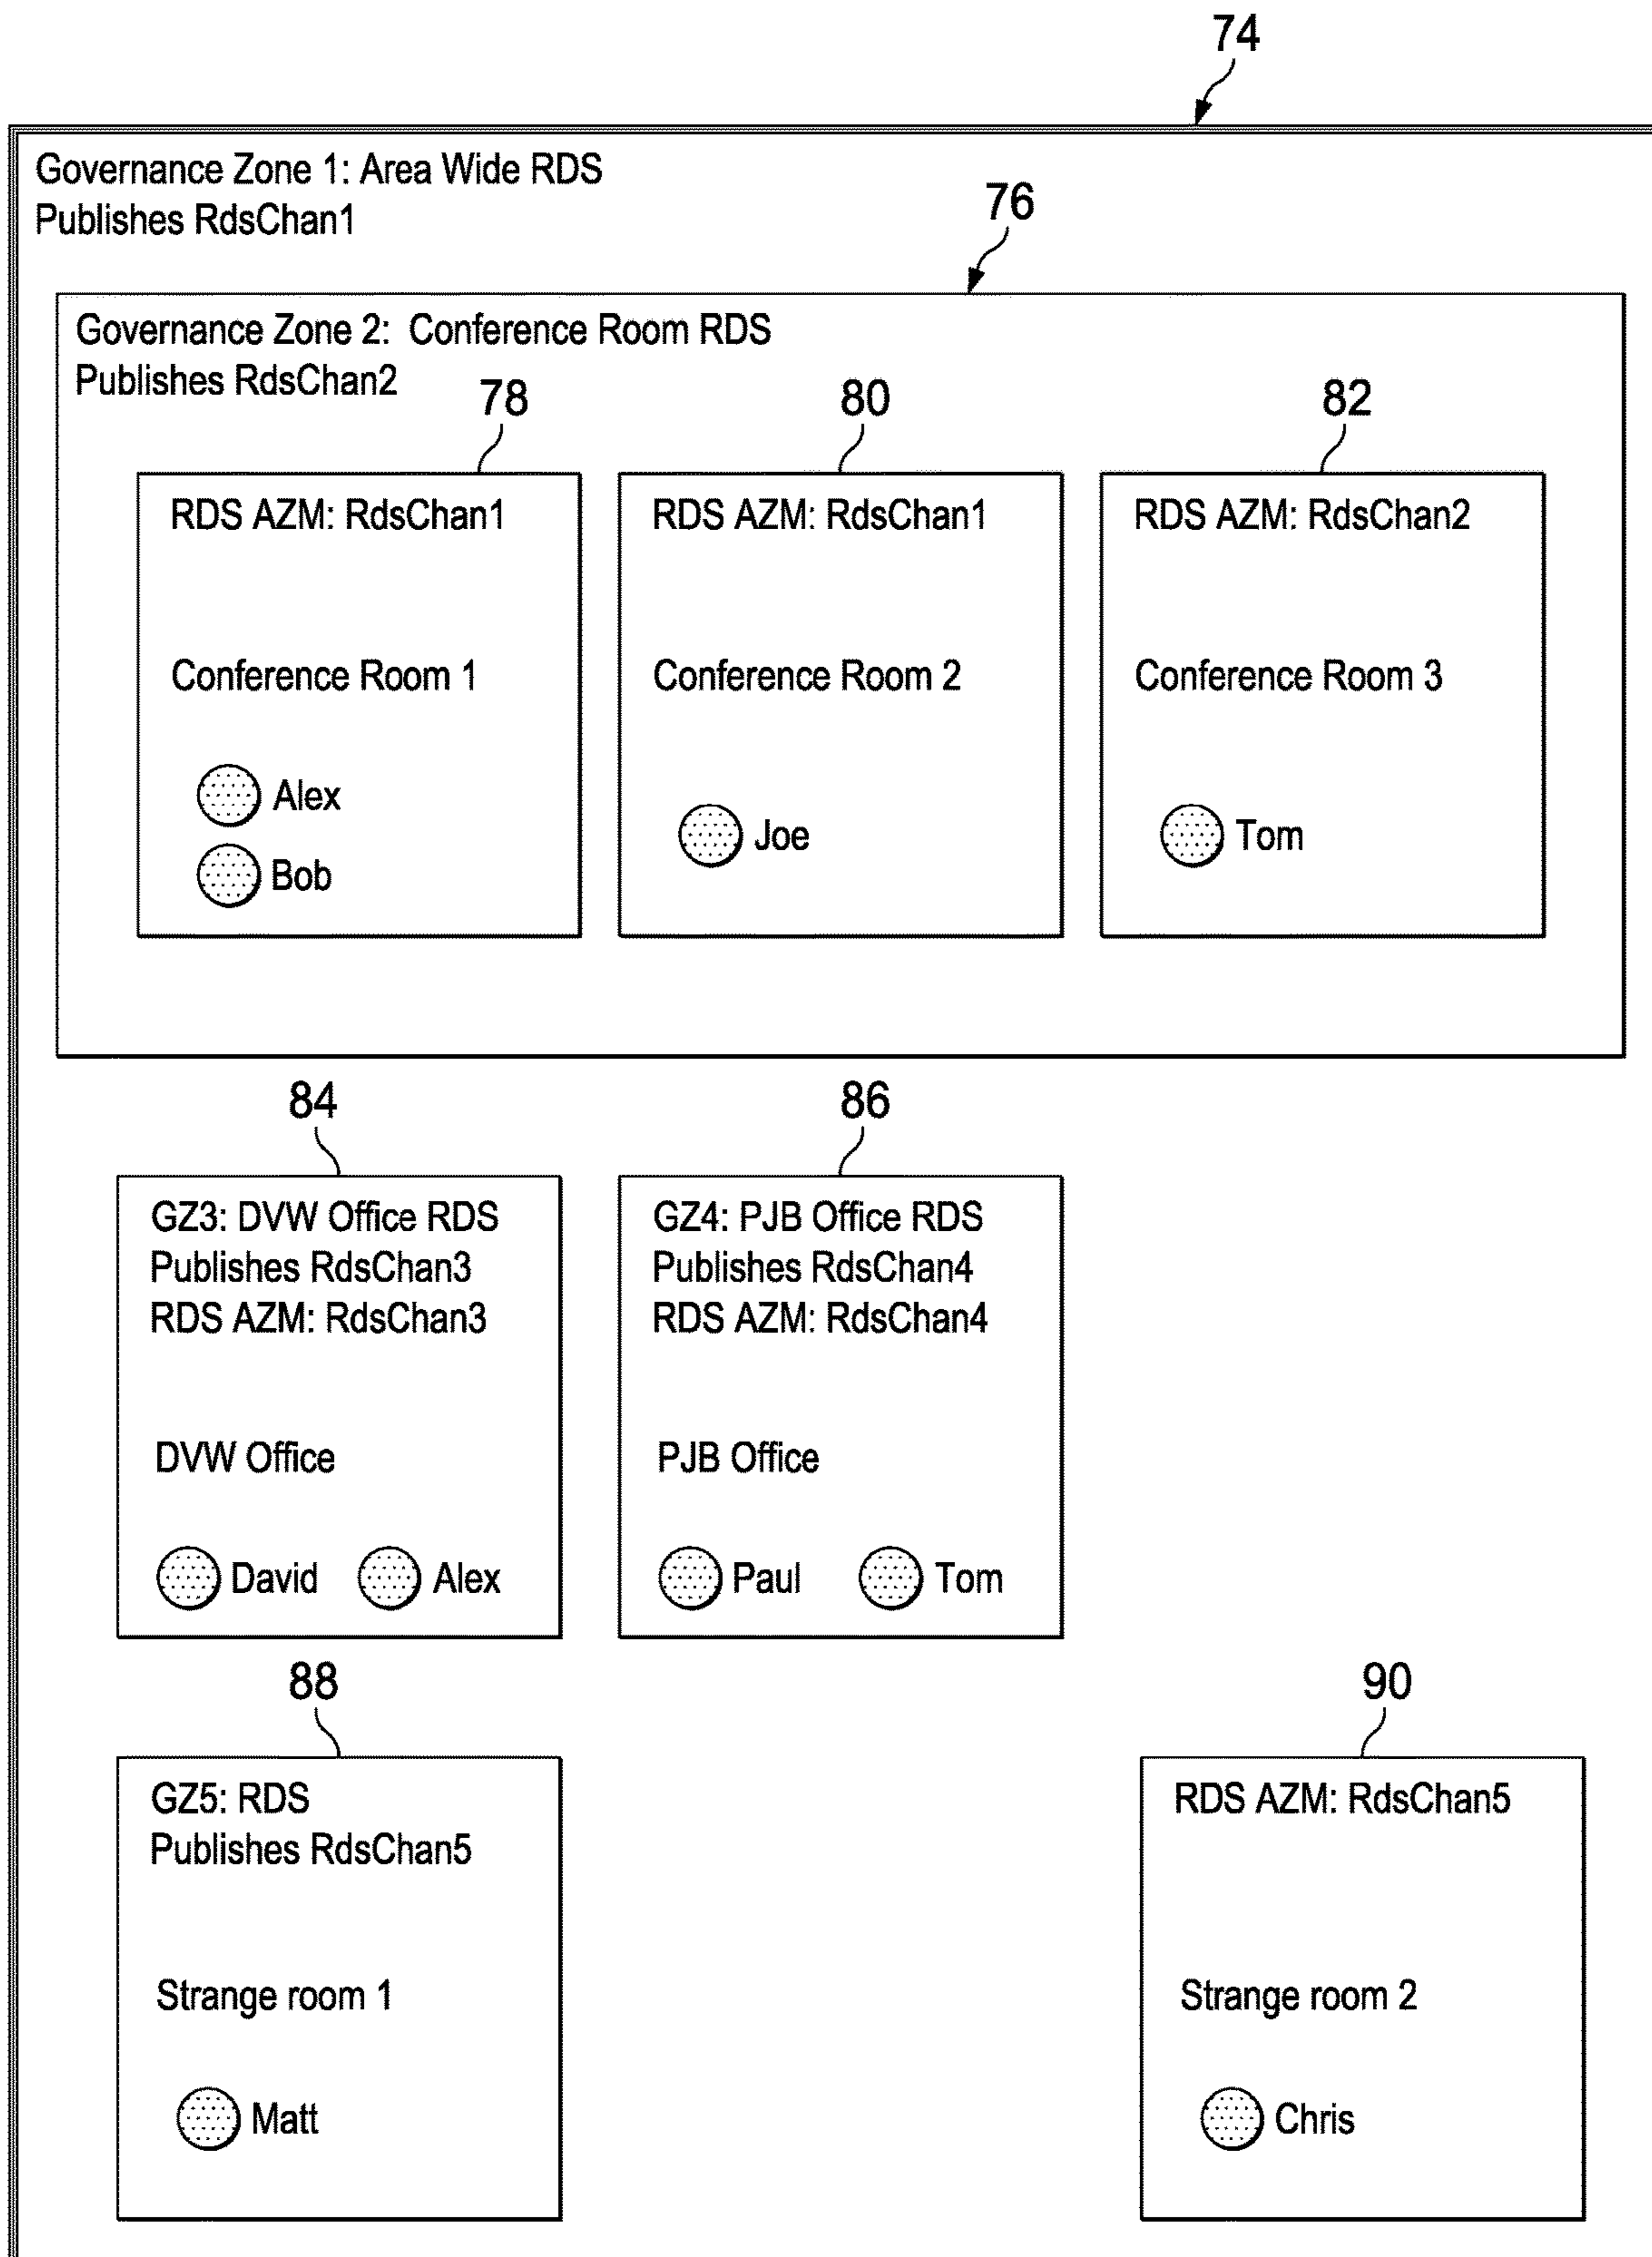 74
Governance Zone 1: Area Wide RDS
Publishes RdsChan1
76
Governance Zone 2: Conference Room RDS
Publishes RdsChan2
78
80
82
RDS AZM: RdsChan1
Conference Room 1
Alex
Bob
RDS AZM: RdsChan1
Conference Room 2
Joe
RDS AZM: RdsChan2
Conference Room 3
Tom
84
86
GZ3: DVW Office RDS
Publishes RdsChan3
RDS AZM: RdsChan3
DVW Office
David
Alex
GZ4: PJB Office RDS
Publishes RdsChan4
RDS AZM: RdsChan4
PJB Office
Paul
Tom
88
90
GZ5: RDS
Publishes RdsChan5
Strange room 1
Matt
RDS AZM: RdsChan5
Strange room 2
Chris